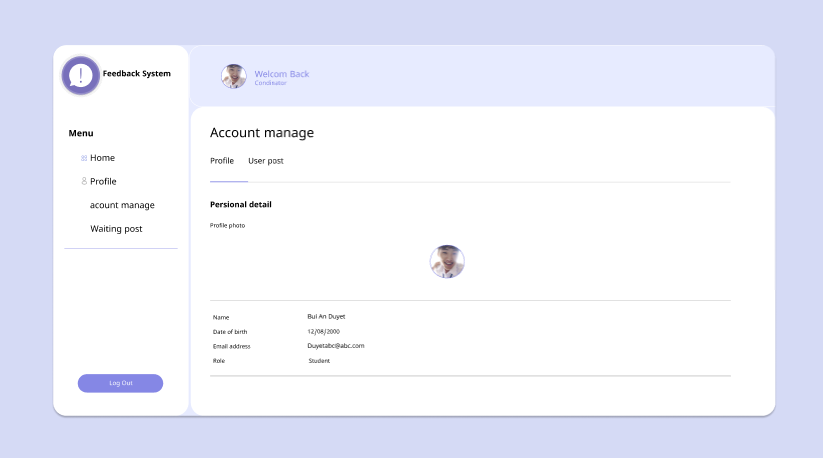 Feedback System
Welcom Back
Cordinator
Menu
Home
Profile
acount manage
Waiting post
Log Out
Account manage
Profile
User post
Persional detail
Profile photo
Name
Bui An Duyet
Date of birth
12/08/2000
Email address
Duyetabc@abc.com
Role
Student